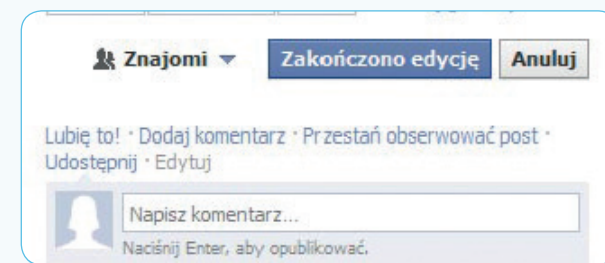 Znajomi Zakończono edycję Anuluj
Lubię to! · Dodaj komentarz · Przestań obserwować post ·
Udostępnij · Edytuj
Napisz komentarz...
Naciśnij Enter, aby opublikować.